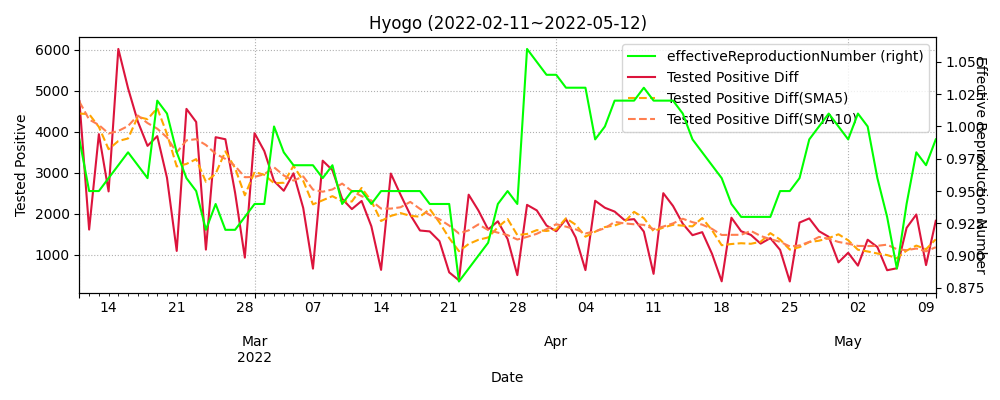 Hyogo (2022-02-11~2022-05-12)
effectiveReproductionNumber (right)
Tested Positive Diff
Tested Positive Diff(SMA5)
Tested Positive Diff(SMA10)
Tested Positive
6000
5000
4000
3000
2000
1000
1.050
1.025
1.000
0.975
0.950
0.925
0.900
0.875
Effective Reproduction Number
14 21 28 07 14 21 28 04 11 18 25 02 09
Mar Apr May
2022
Date